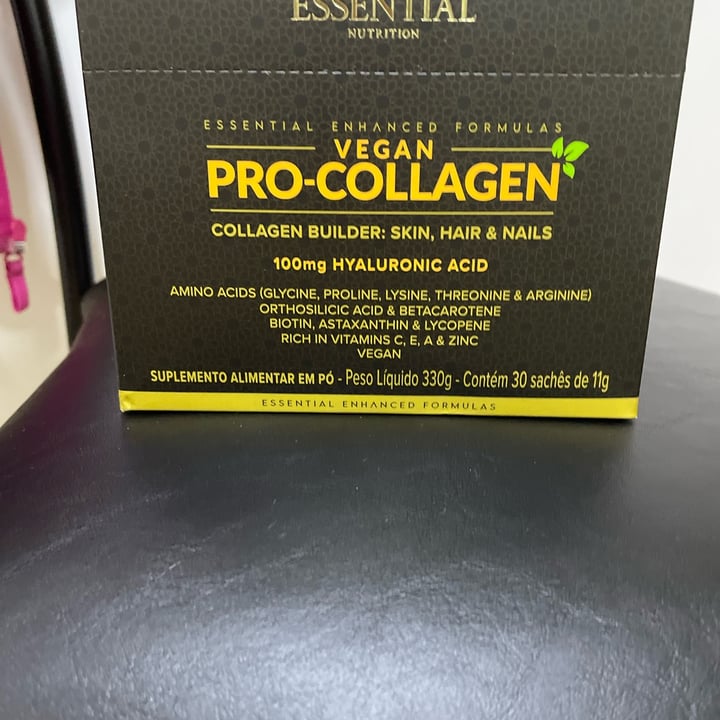 ESSENTIAL
NUTRITION
ESSENTIAL ENHANCED FORMULAS
VEGAN
PRO-COLLAGEN
COLLAGEN BUILDER: SKIN, HAIR & NAILS
100mg HYALURONIC ACID
AMINO ACIDS (GLYCINE, PROLINE, LYSINE, THREONINE & ARGININE)
ORTHOSILICIC ACID & BETACAROTENE
BIOTIN, ASTAXANTHIN & LYCOPENE
RICH IN VITAMINS C, E, A & ZINC
VEGAN
SUPLEMENTO ALIMENTAR EM PÓ - Peso Líquido 330g - Contém 30 sachês de 11g
ESSENTIAL ENHANCED FORMULAS